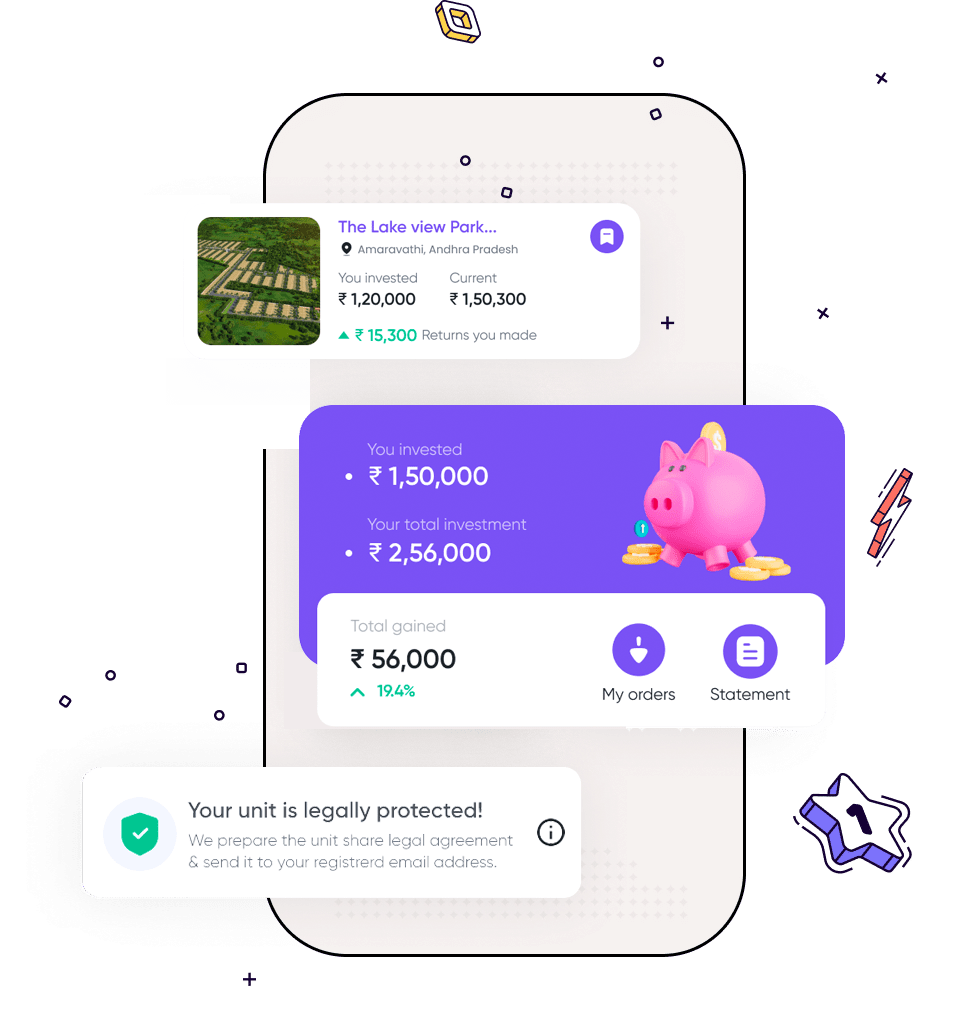 The Lake view Park...
Amaravathi, Andhra Pradesh
You invested Current
₹ 1,20,000 ₹ 1,50,300
₹ 15,300 Returns you made
You invested
• ₹ 1,50,000
Your total investment
• ₹ 2,56,000
Total gained
₹ 56,000
19.4%
My orders Statement
Your unit is legally protected!
We prepare the unit share legal agreement
& send it to your registrerd email address.
1